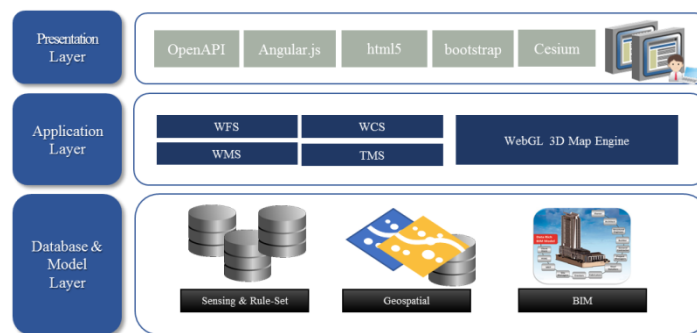 Presentation
Layer
OpenAPI
Angular.js
html5
bootstrap
Cesium
Application
Layer
WFS
WCS
WMS
TMS
WebGL 3D Map Engine
Database &
Model
Layer
Sensing & Rule-Set
Geospatial
BIM